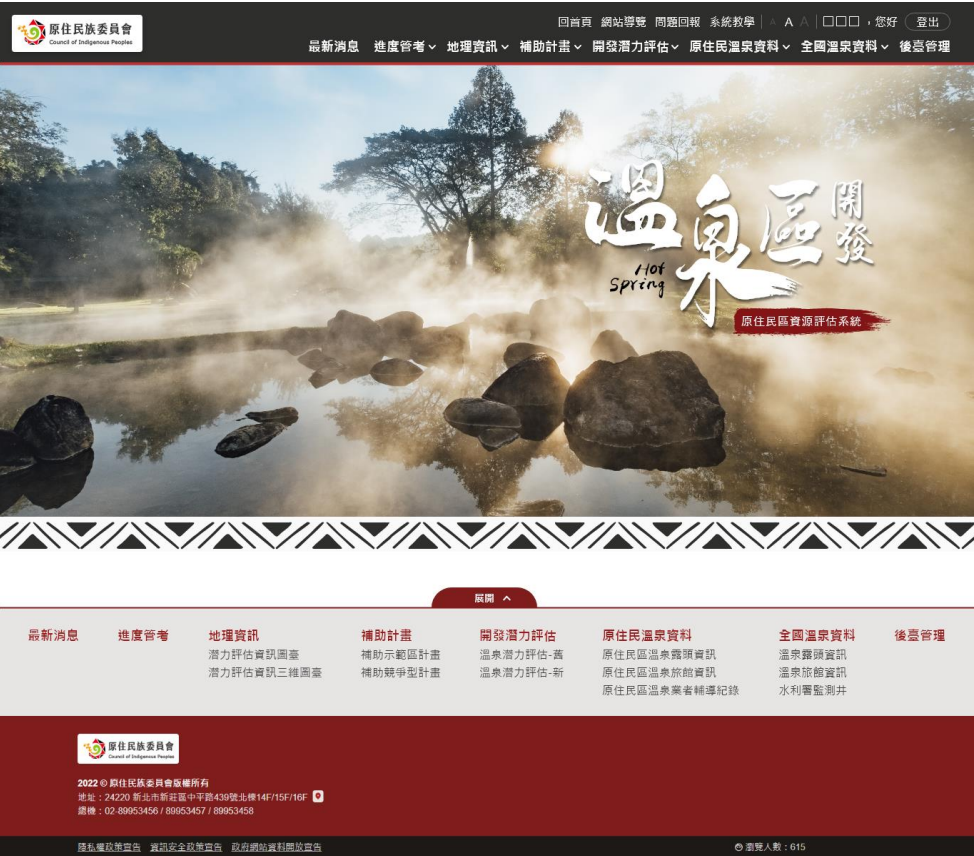 原住民族委員會
Council of Indigenous Peoples
回首頁 網站導覽 問題回報 系統教學 A A A □□□，您好 登出
最新消息 進度管考 地理資訊 補助計畫 開發潛力評估 原住民溫泉資料 全國溫泉資料 後臺管理
溫泉區開發
Hot Spring
原住民區資源評估系統
展開
最新消息 進度管考 地理資訊 補助計畫 開發潛力評估 原住民溫泉資料 全國溫泉資料 後臺管理
潛力評估資訊圖臺 補助示範區計畫 溫泉潛力評估-舊 原住民區溫泉露頭資訊 溫泉露頭資訊
潛力評估資訊三維圖臺 補助競爭型計畫 溫泉潛力評估-新 原住民區溫泉旅館資訊 溫泉旅館資訊
原住民區溫泉業者輔導紀錄 水利署監測井
原住民族委員會
Council of Indigenous Peoples
2022 © 原住民族委員會版權所有
地址：24220 新北市新莊區中平路439號北棟14F/15F/16F
總機：02-89953456 / 89953457 / 89953458
隱私權政策宣告 資訊安全政策宣告 政府網站資料開放宣告 瀏覽人數：615